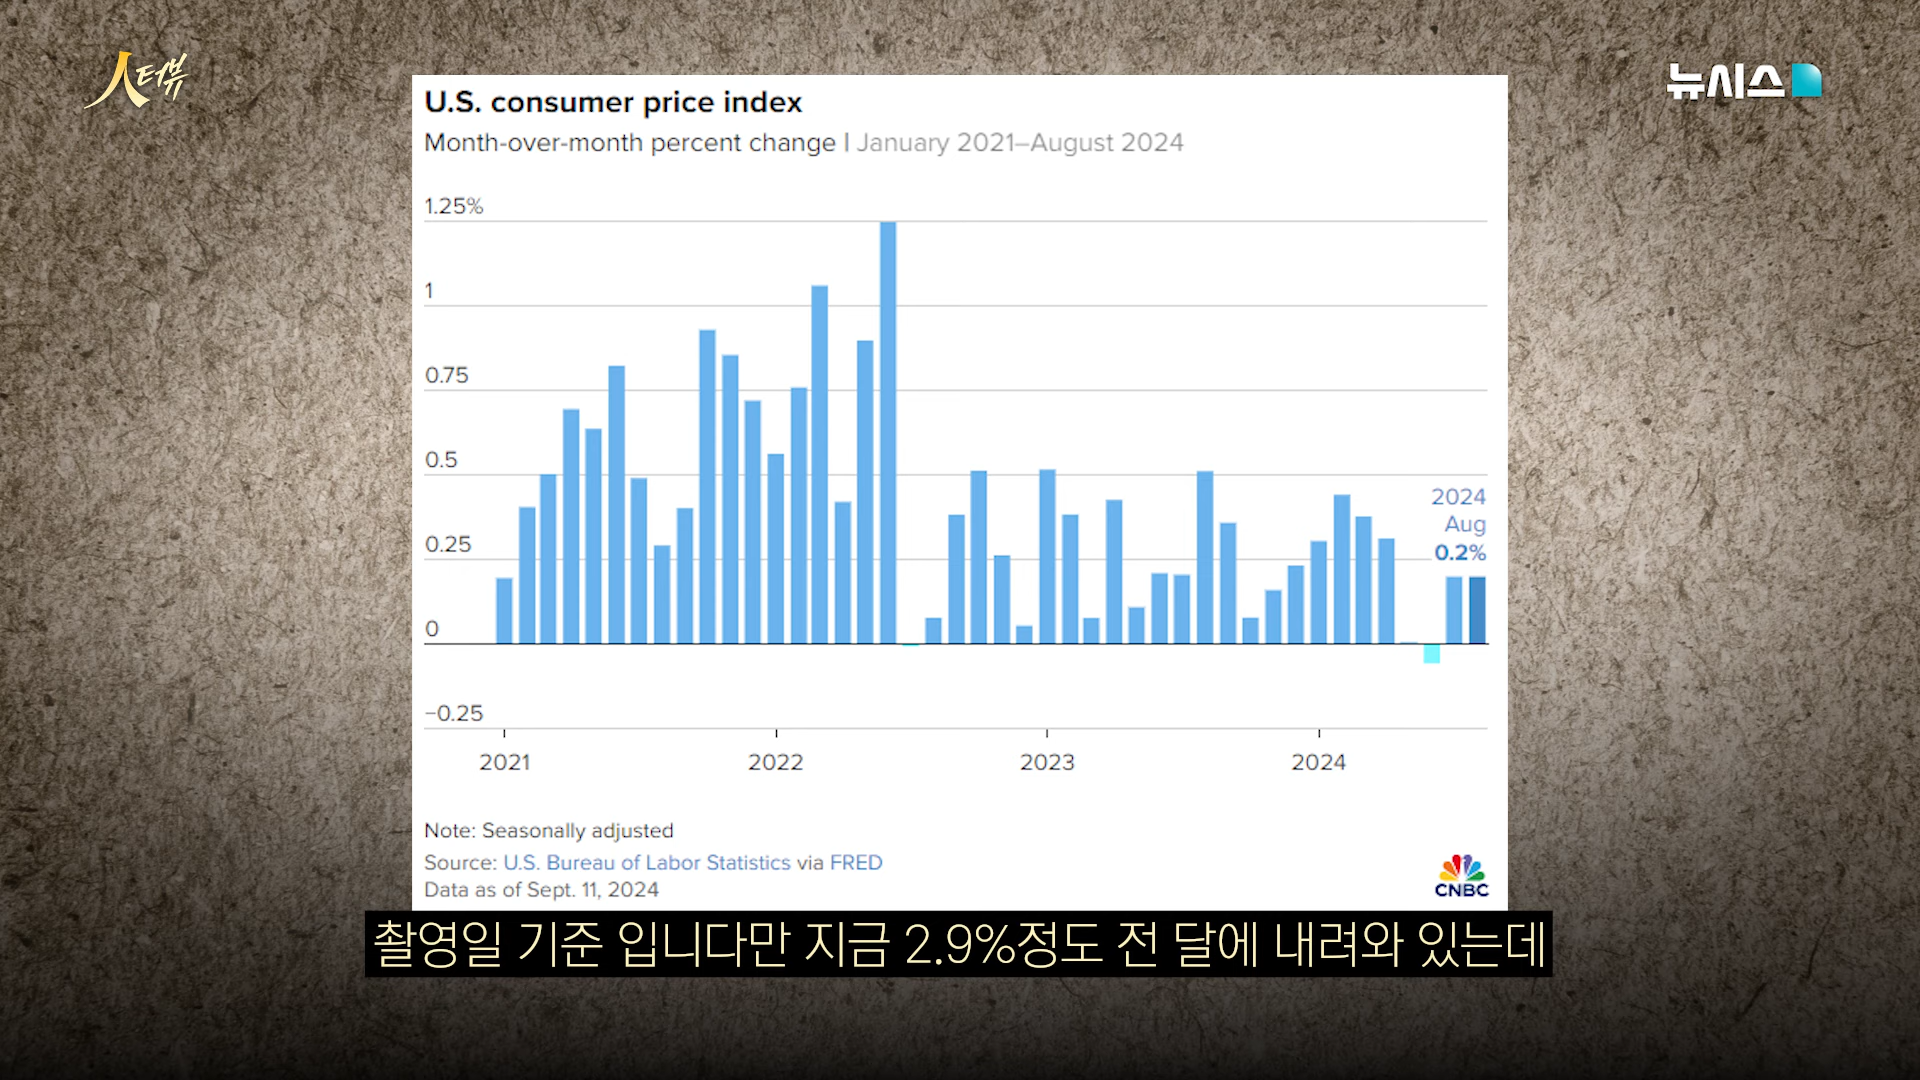 人터뷰
뉴시스
U.S. consumer price index
Month-over-month percent change | January 2021–August 2024
1.25%
1
0.75
0.5
0.25
0
−0.25
2024
Aug
0.2%
2021 2022 2023 2024
Note: Seasonally adjusted
Source: U.S. Bureau of Labor Statistics via FRED
Data as of Sept. 11, 2024
CNBC
촬영일 기준 입니다만 지금 2.9%정도 전 달에 내려와 있는데